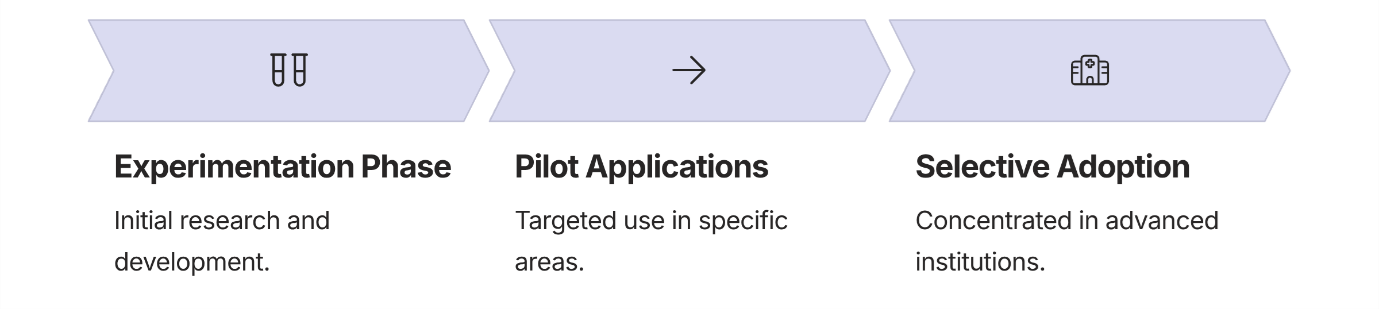 Experimentation Phase
Initial research and
development.
Pilot Applications
Targeted use in specific
areas.
Selective Adoption
Concentrated in advanced
institutions.